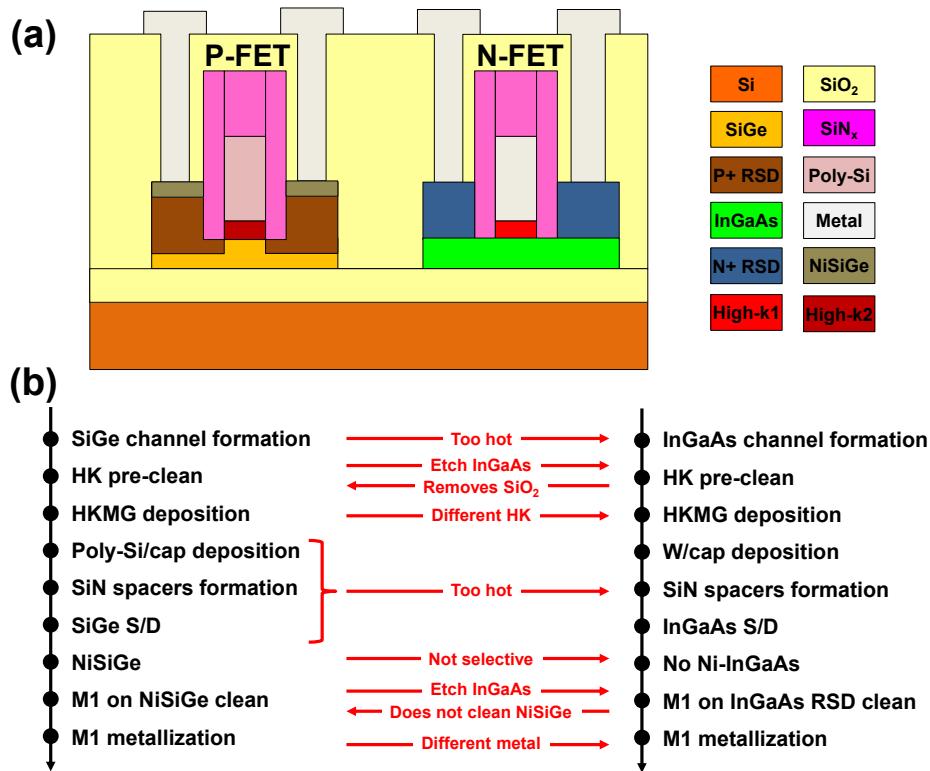 (a)
P-FET
N-FET
Si
SiO₂
SiGe
SiNₓ
P+ RSD
Poly-Si
InGaAs
Metal
N+ RSD
NiSiGe
High-k1
High-k2
(b)
SiGe channel formation
Too hot
InGaAs channel formation
HK pre-clean
Etch InGaAs
Removes SiO₂
HK pre-clean
HKMG deposition
Different HK
HKMG deposition
Poly-Si/cap deposition
W/cap deposition
SiN spacers formation
Too hot
SiN spacers formation
SiGe S/D
InGaAs S/D
NiSiGe
Not selective
No Ni-InGaAs
M1 on NiSiGe clean
Etch InGaAs
Does not clean NiSiGe
M1 on InGaAs RSD clean
M1 metallization
Different metal
M1 metallization